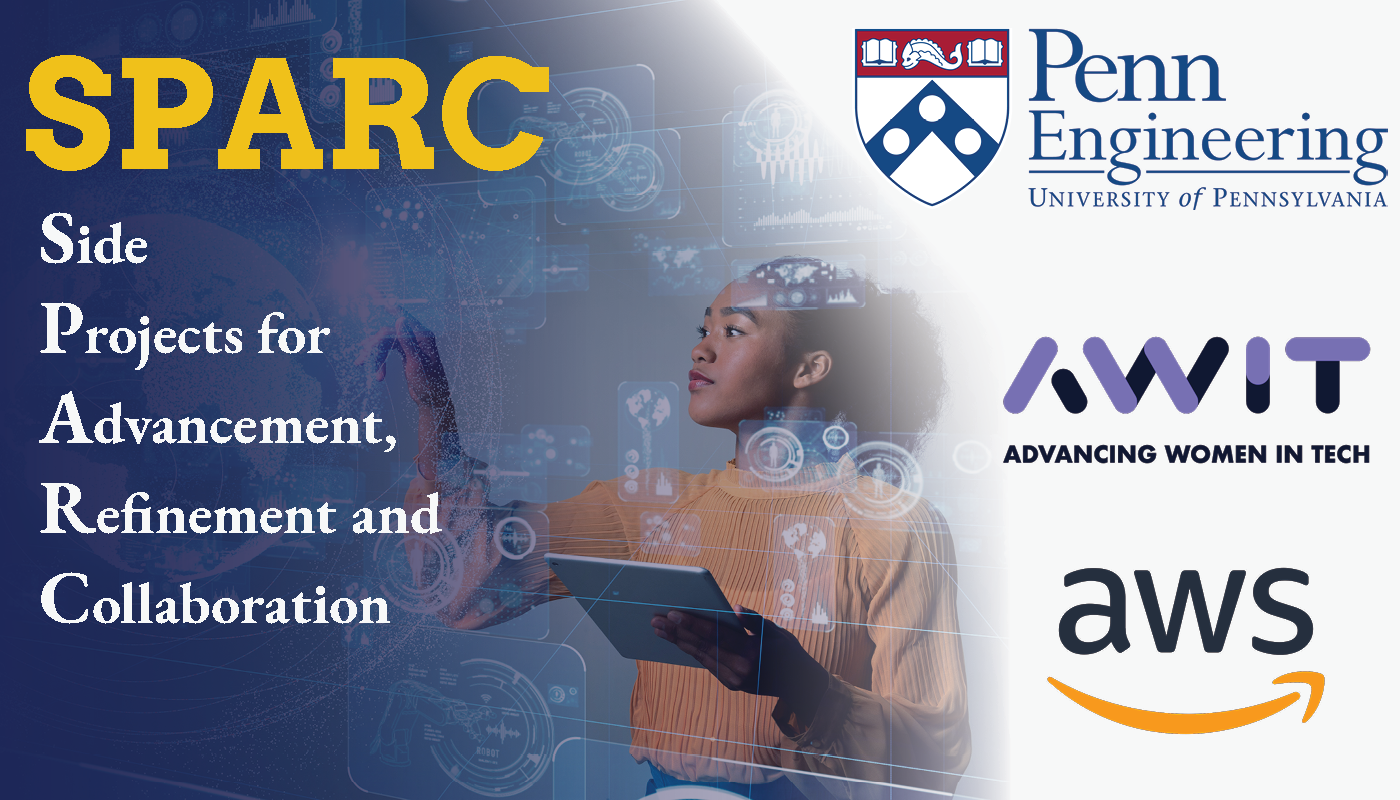 SPARC
Side
Projects for
Advancement,
Refinement and
Collaboration
Penn
Engineering
UNIVERSITY of PENNSYLVANIA
AWIT
ADVANCING WOMEN IN TECH
aws
ROBOT